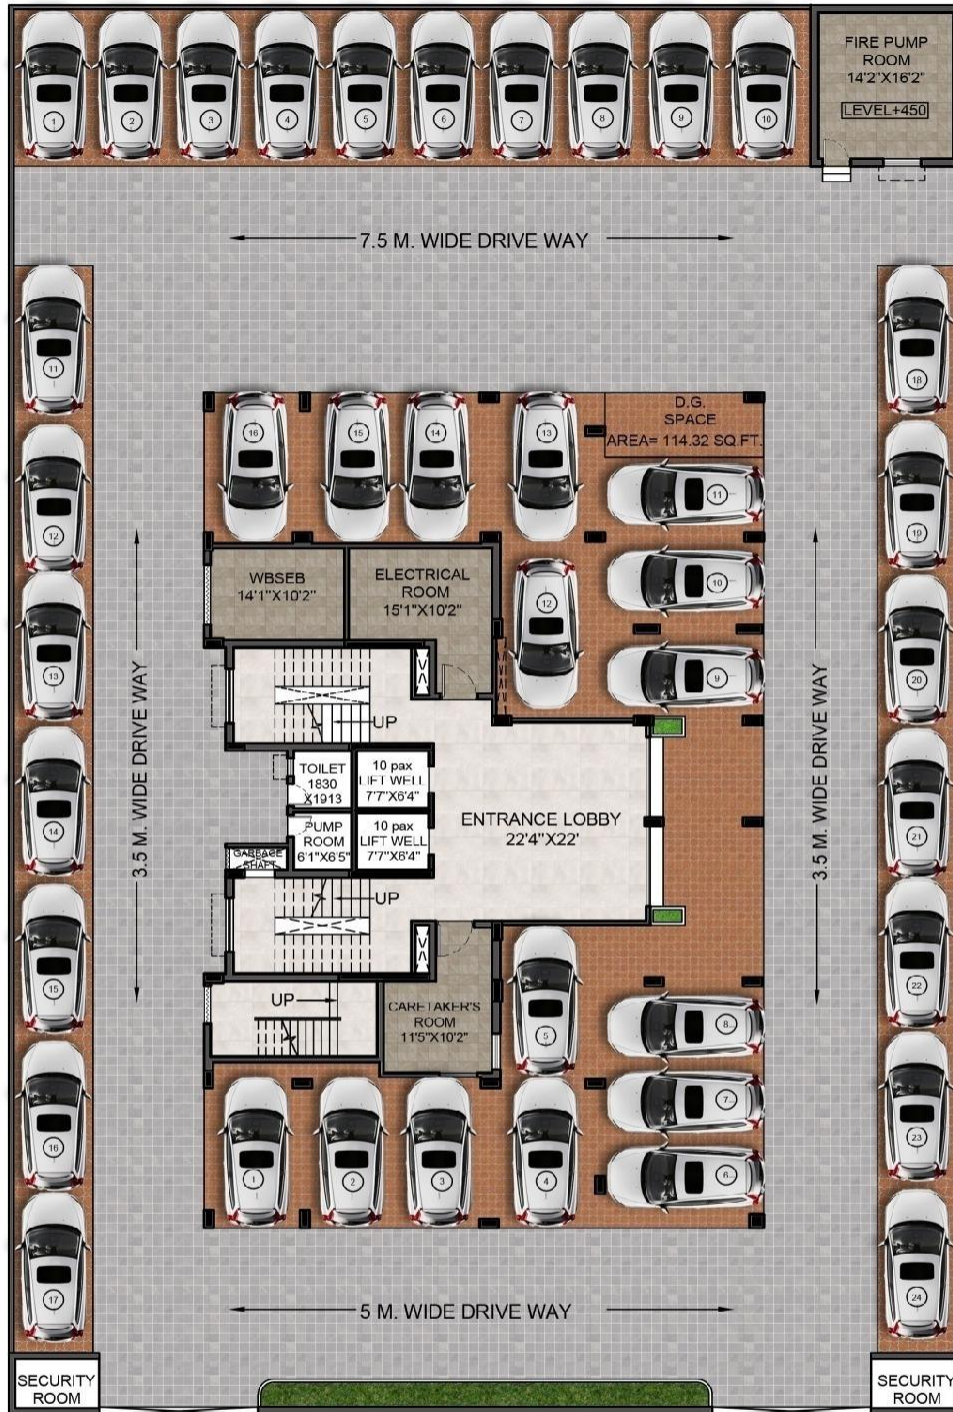 1
2
3
4
5
6
7
8
9
10
FIRE PUMP
ROOM
14'2"X16'2"
LEVEL+450
7.5 M. WIDE DRIVE WAY
11
12
13
14
15
16
17
18
19
20
21
22
23
24
3.5 M. WIDE DRIVE WAY
3.5 M. WIDE DRIVE WAY
16
15
14
13
D.G.
SPACE
AREA= 114.32 SQ.FT.
11
10
12
9
WBSEB
14'1"X10'2"
ELECTRICAL
ROOM
15'1"X10'2"
UP
TOILET
1830
X1913
10 pax
LIFT WELL
7'7"X6'4"
PUMP
ROOM
6'1"X6'5"
10 pax
LIFT WELL
7'7"X6'4"
ENTRANCE LOBBY
22'4"X22'
GARBAGE
SHAFT
UP
UP
CARETAKER'S
ROOM
11'5"X10'2"
5
8
7
6
1
2
3
4
5 M. WIDE DRIVE WAY
SECURITY
ROOM
SECURITY
ROOM